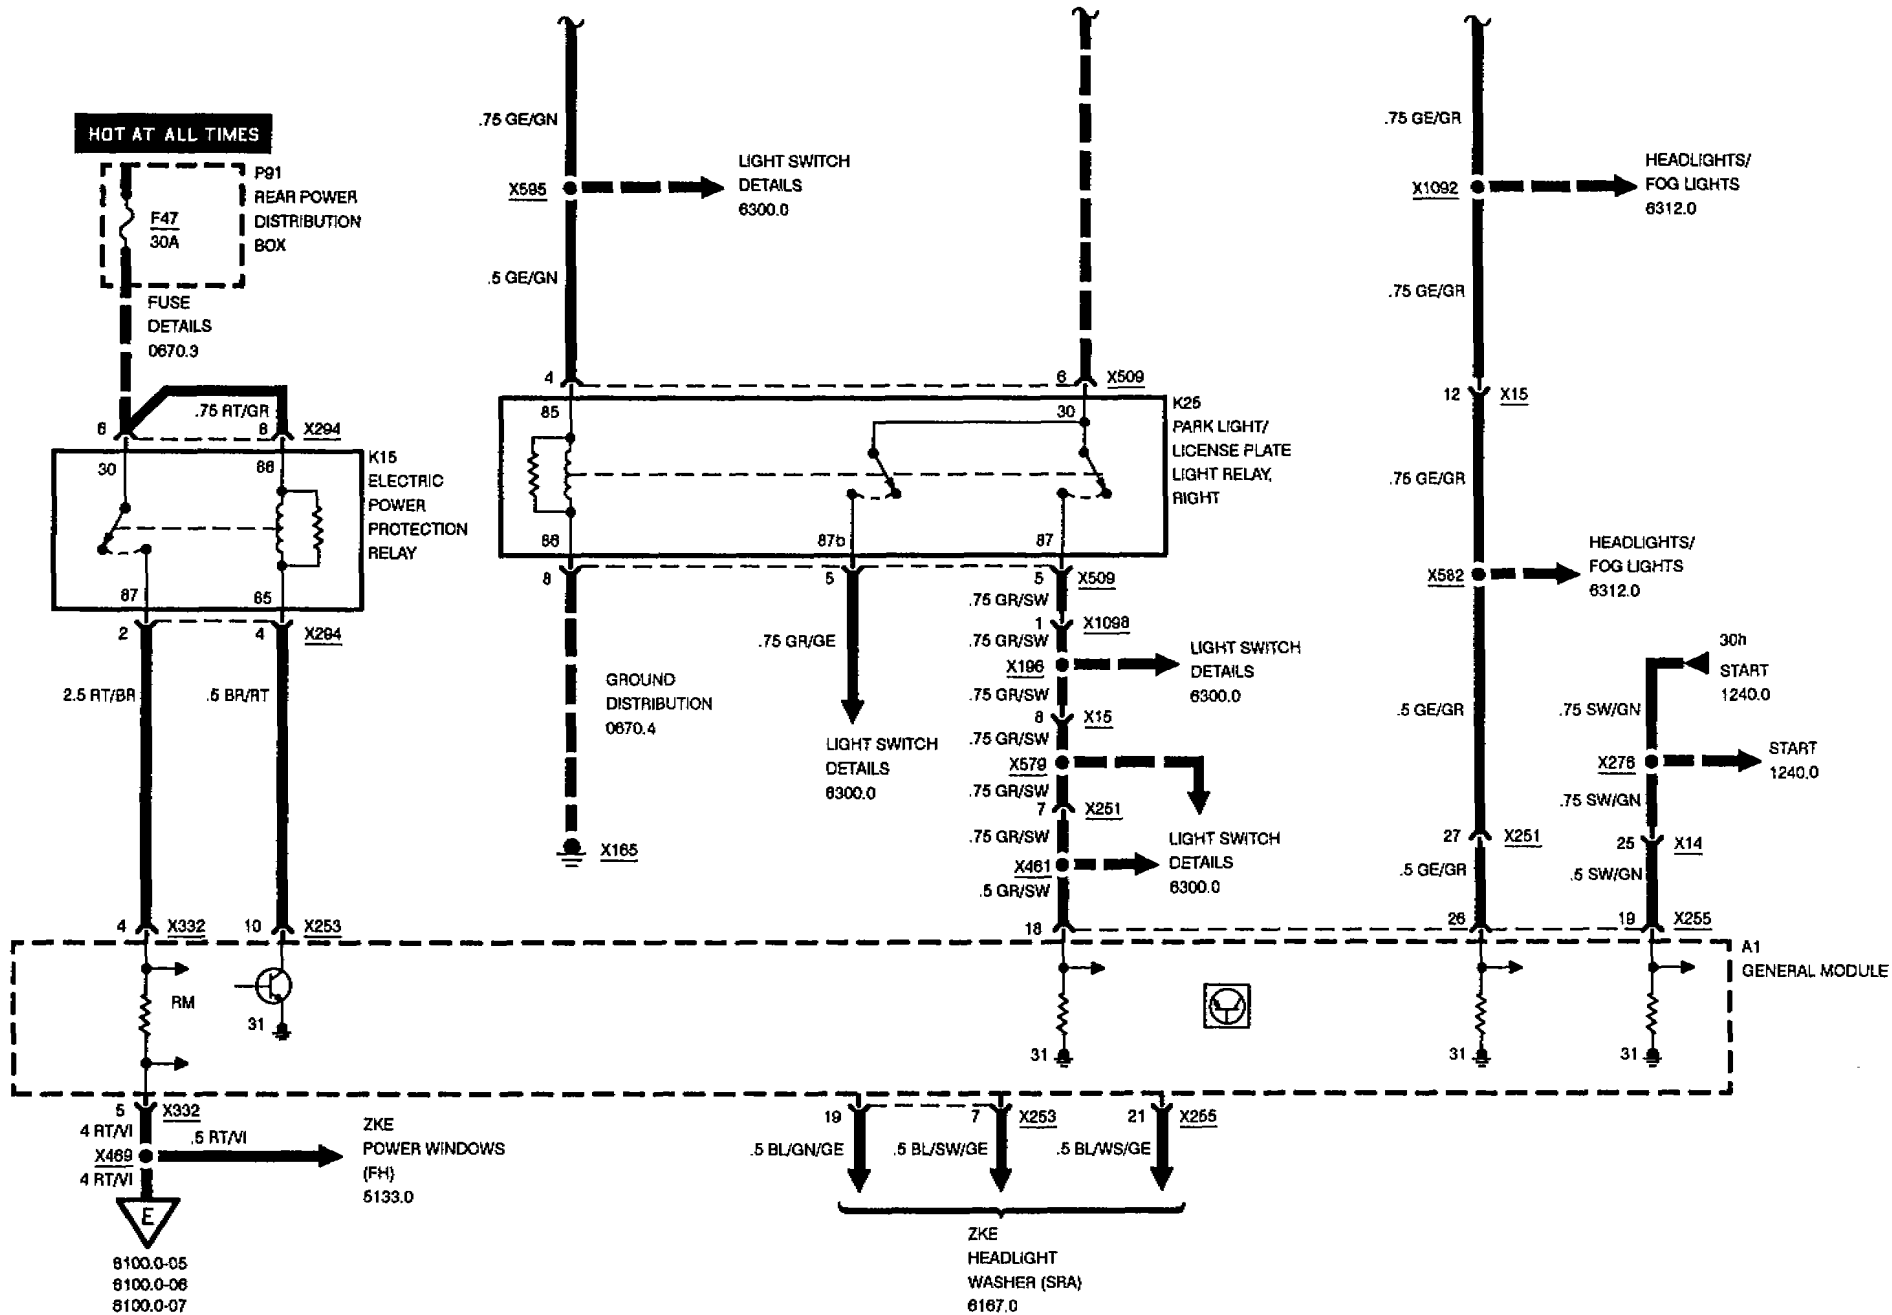 HOT AT ALL TIMES
P91
REAR POWER
DISTRIBUTION
BOX
F47
30A
FUSE
DETAILS
0670.3
.75 RT/GR
6
8
X294
30
86
K15
ELECTRIC
POWER
PROTECTION
RELAY
87
85
2
4
X294
2.5 RT/BR
.5 BR/RT
4
X332
10
X253
.75 GE/GN
X595
LIGHT SWITCH
DETAILS
6300.0
.5 GE/GN
4
6
X509
85
30
K25
PARK LIGHT/
LICENSE PLATE
LIGHT RELAY,
RIGHT
86
87b
87
8
5
5
X509
GROUND
DISTRIBUTION
0670.4
X165
.75 GR/GE
LIGHT SWITCH
DETAILS
6300.0
.75 GR/SW
1
X1098
.75 GR/SW
X196
LIGHT SWITCH
DETAILS
6300.0
.75 GR/SW
8
X15
.75 GR/SW
X579
.75 GR/SW
7
X251
LIGHT SWITCH
DETAILS
6300.0
.75 GR/SW
X461
.5 GR/SW
18
.75 GE/GR
X1092
HEADLIGHTS/
FOG LIGHTS
6312.0
.75 GE/GR
12
X15
.75 GE/GR
X582
HEADLIGHTS/
FOG LIGHTS
6312.0
.5 GE/GR
27
X251
.5 GE/GR
26
30h
START
1240.0
.75 SW/GN
X276
START
1240.0
.75 SW/GN
25
X14
.5 SW/GN
19
X255
A1
GENERAL MODULE
RM
31
31
31
31
5
X332
4 RT/VI
.5 RT/VI
X469
4 RT/VI
ZKE
POWER WINDOWS
(FH)
5133.0
E
6100.0-05
6100.0-06
6100.0-07
19
7
X253
21
X255
.5 BL/GN/GE
.5 BL/SW/GE
.5 BL/WS/GE
ZKE
HEADLIGHT
WASHER (SRA)
6167.0